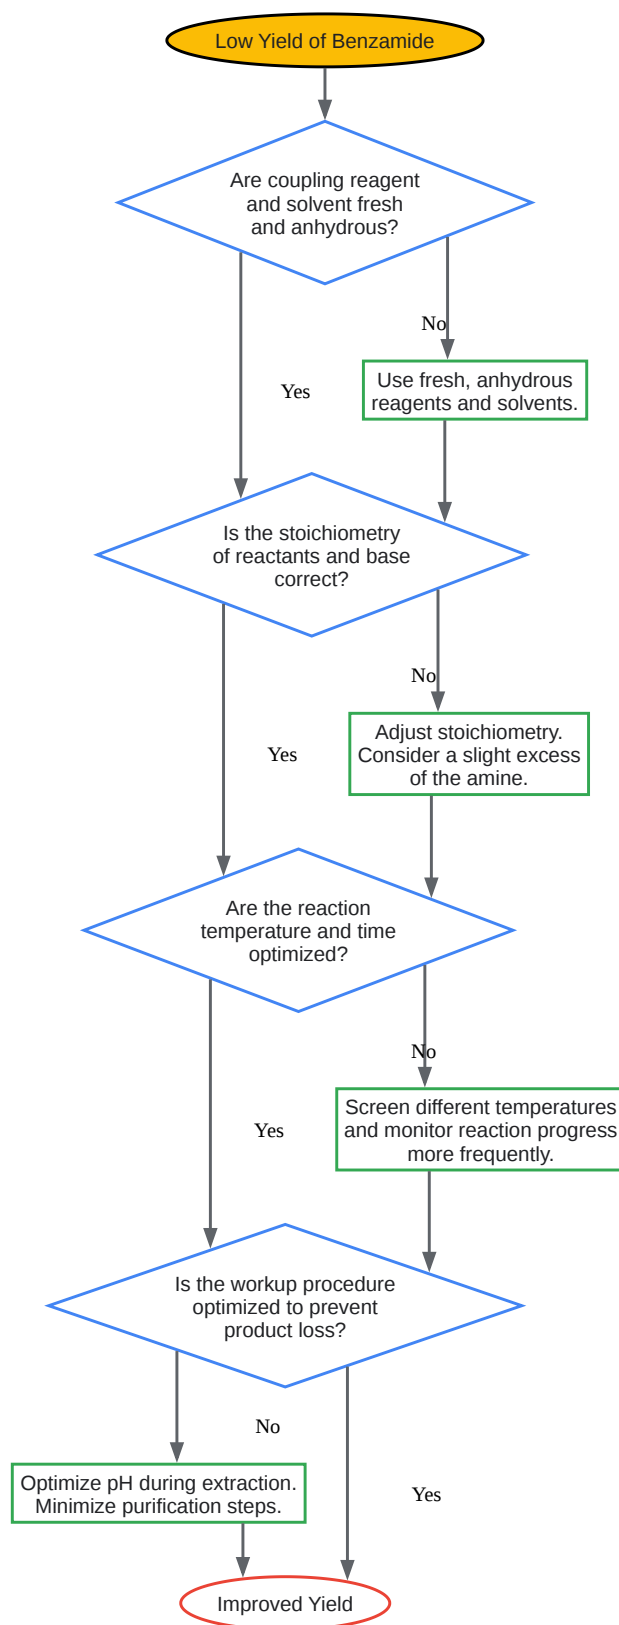 Low Yield of Benzamide
Are coupling reagent
and solvent fresh
and anhydrous?
No
Yes
Use fresh, anhydrous
reagents and solvents.
Is the stoichiometry
of reactants and base
correct?
No
Yes
Adjust stoichiometry.
Consider a slight excess
of the amine.
Are the reaction
temperature and time
optimized?
No
Yes
Screen different temperatures
and monitor reaction progress
more frequently.
Is the workup procedure
optimized to prevent
product loss?
No
Yes
Optimize pH during extraction.
Minimize purification steps.
Improved Yield